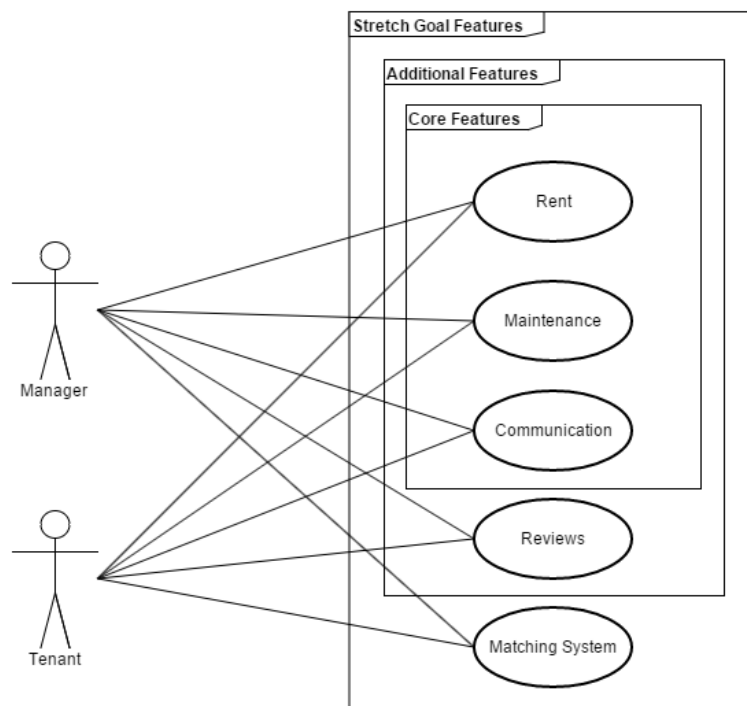 Stretch Goal Features
Additional Features
Core Features
Rent
Maintenance
Manager
Communication
Reviews
Matching System
Tenant